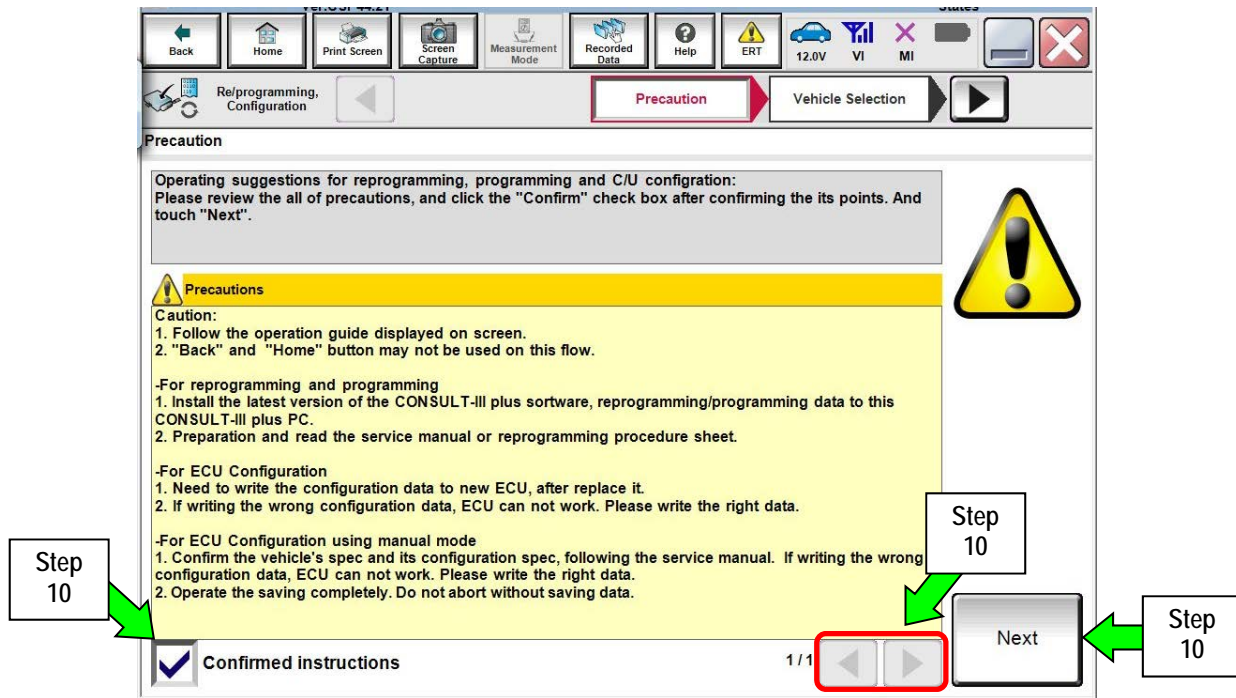 Back
Home
Print Screen
Screen
Capture
Measurement
Mode
Recorded
Data
Help
ERT
12.0V
VI
MI
Re/programming,
Configuration
Precaution
Vehicle Selection
Precaution
Operating suggestions for reprogramming, programming and C/U configration:
Please review the all of precautions, and click the "Confirm" check box after confirming the its points. And
touch "Next".
Precautions
Caution:
1. Follow the operation guide displayed on screen.
2. "Back" and "Home" button may not be used on this flow.
-For reprogramming and programming
1. Install the latest version of the CONSULT-III plus sortware, reprogramming/programming data to this
CONSULT-III plus PC.
2. Preparation and read the service manual or reprogramming procedure sheet.
-For ECU Configuration
1. Need to write the configuration data to new ECU, after replace it.
2. If writing the wrong configuration data, ECU can not work. Please write the right data.
-For ECU Configuration using manual mode
1. Confirm the vehicle's spec and its configuration spec, following the service manual. If writing the wrong
configuration data, ECU can not work. Please write the right data.
2. Operate the saving completely. Do not abort without saving data.
Step
10
Step
10
Confirmed instructions
1/1
Next
Step
10